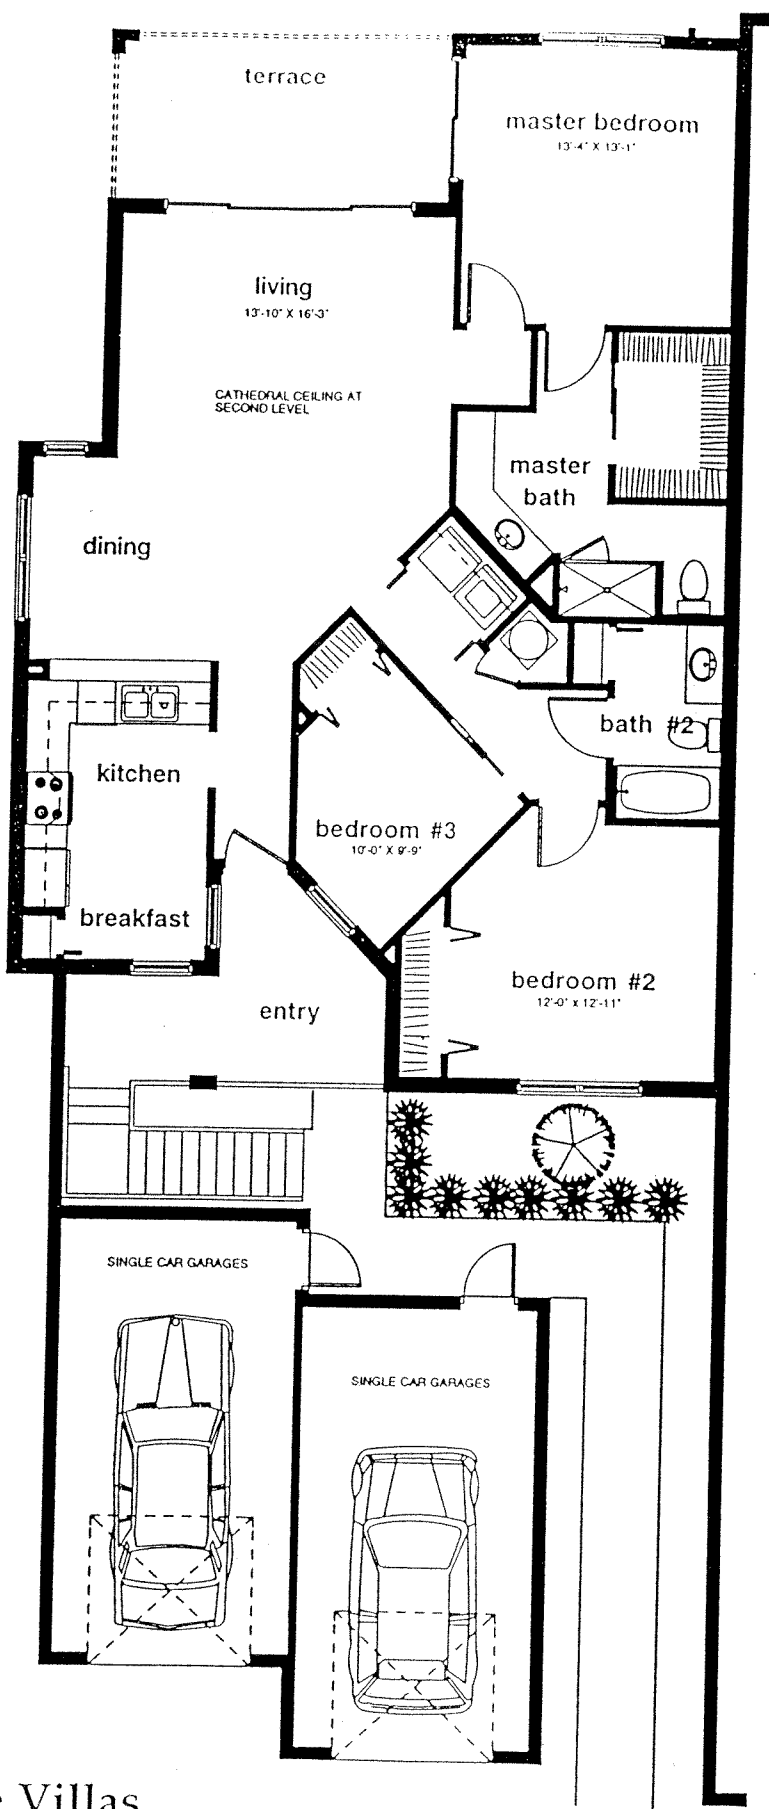 terrace
master bedroom
13'-4" X 13'-1"
living
13'-10" X 16'-3"
CATHEDRAL CEILING AT
SECOND LEVEL
master
bath
dining
bath #2
kitchen
bedroom #3
10'-0" X 9'-9"
breakfast
bedroom #2
12'-0" X 12'-11"
entry
SINGLE CAR GARAGES
SINGLE CAR GARAGES
Villas